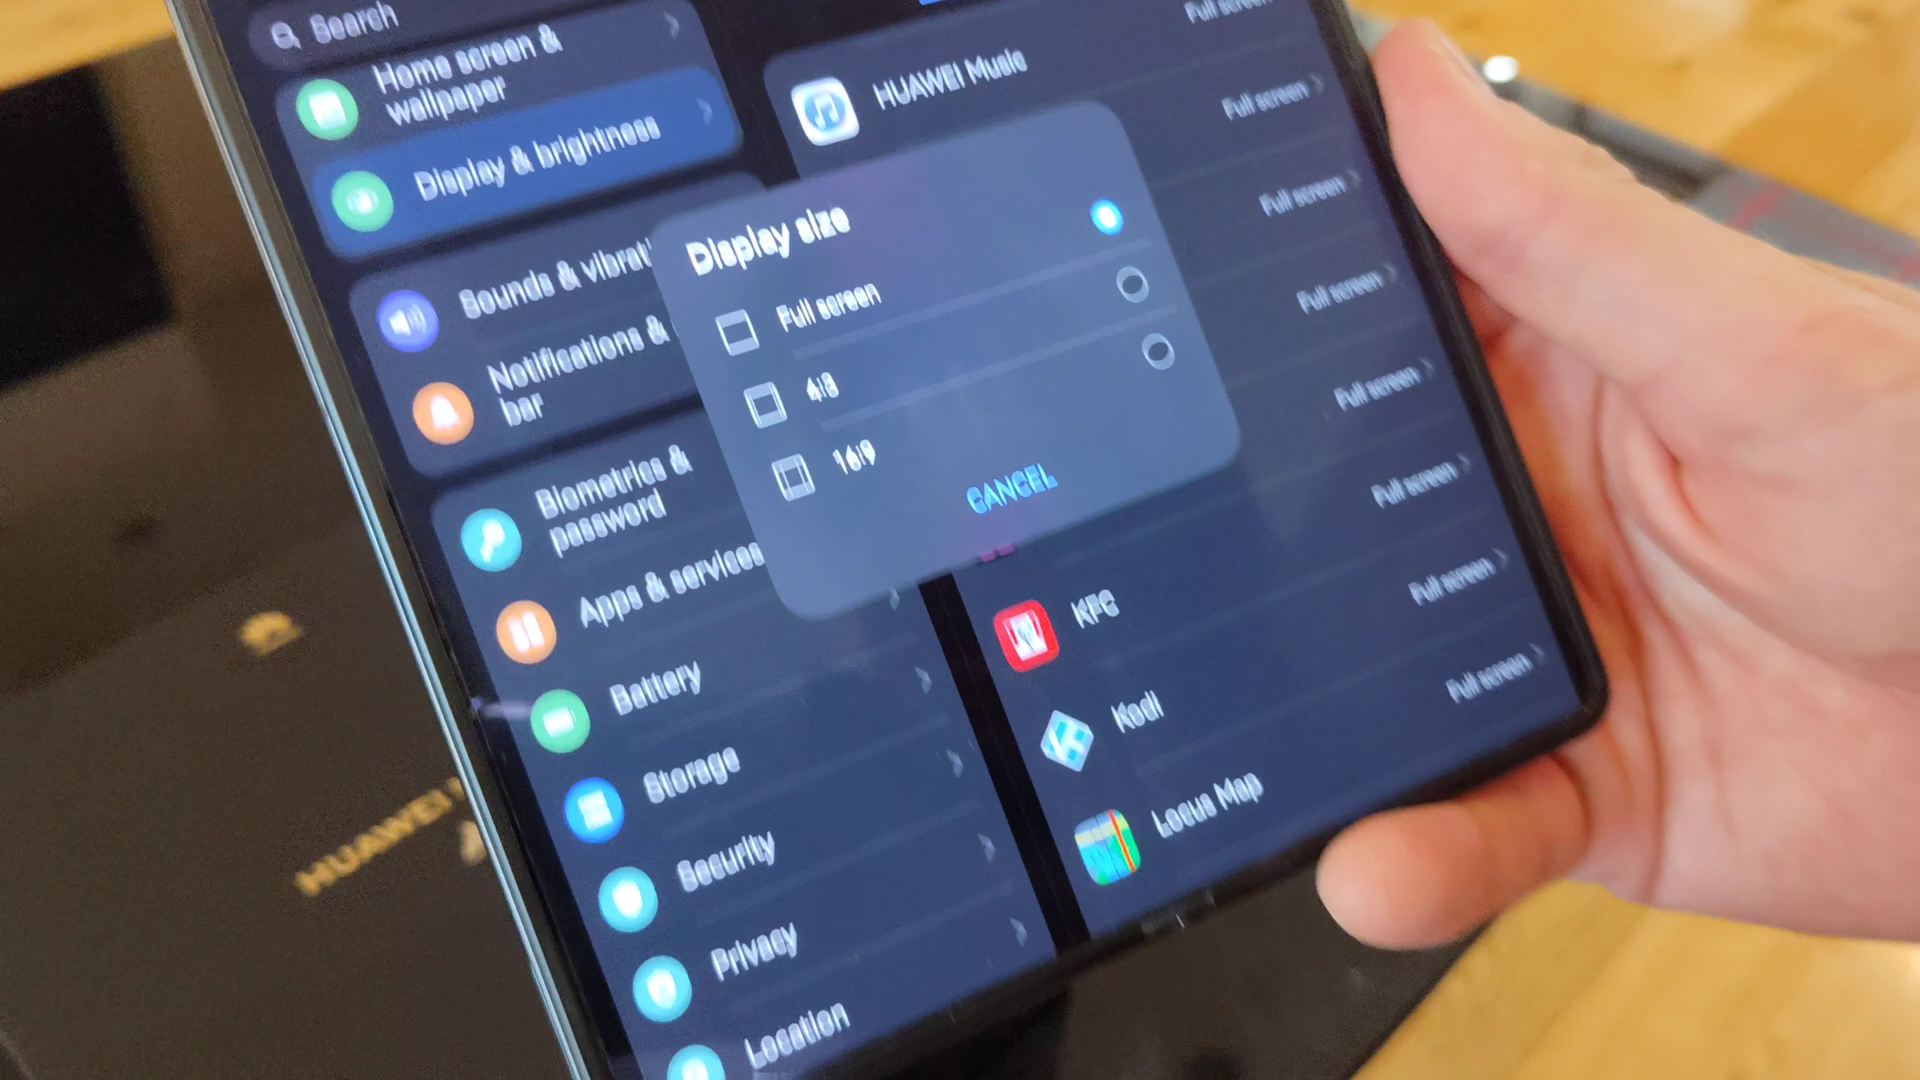 Search
Home screen &
wallpaper
Display & brightness
Sounds & vibrat
Notifications &
bar
Biometrics &
password
Apps & services
Battery
Storage
Security
Privacy
Location
Full screen
HUAWEI Music
Full screen
Full screen
Full screen
Full screen
Full screen
KFC
Full screen
Kodi
Full screen
Locus Map
Display size
Full screen
4:3
16:9
CANCEL
HUAWEI